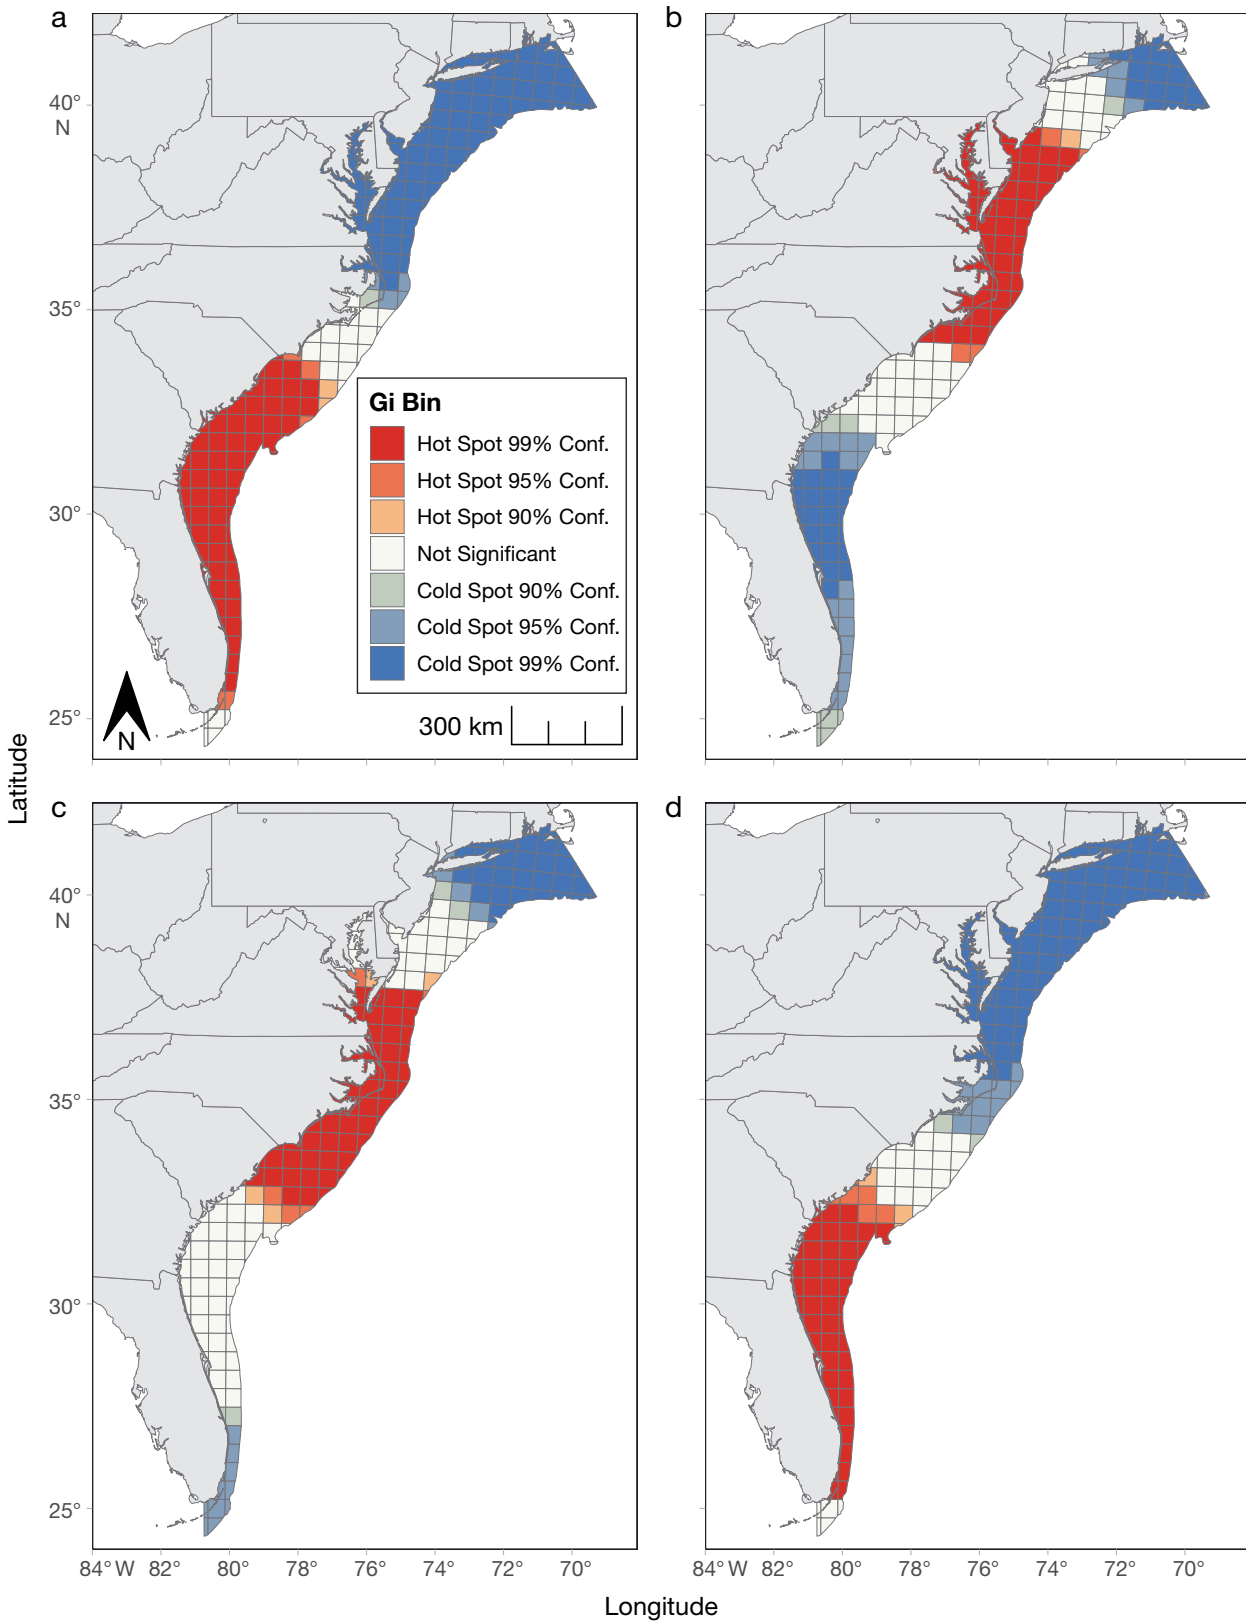 a
b
40°
N
35°
30°
25°
Gi Bin
Hot Spot 99% Conf.
Hot Spot 95% Conf.
Hot Spot 90% Conf.
Not Significant
Cold Spot 90% Conf.
Cold Spot 95% Conf.
Cold Spot 99% Conf.
N
300 km
Latitude
c
d
40°
N
35°
30°
25°
84° W 82° 80° 78° 76° 74° 72° 70°
84° W 82° 80° 78° 76° 74° 72° 70°
Longitude